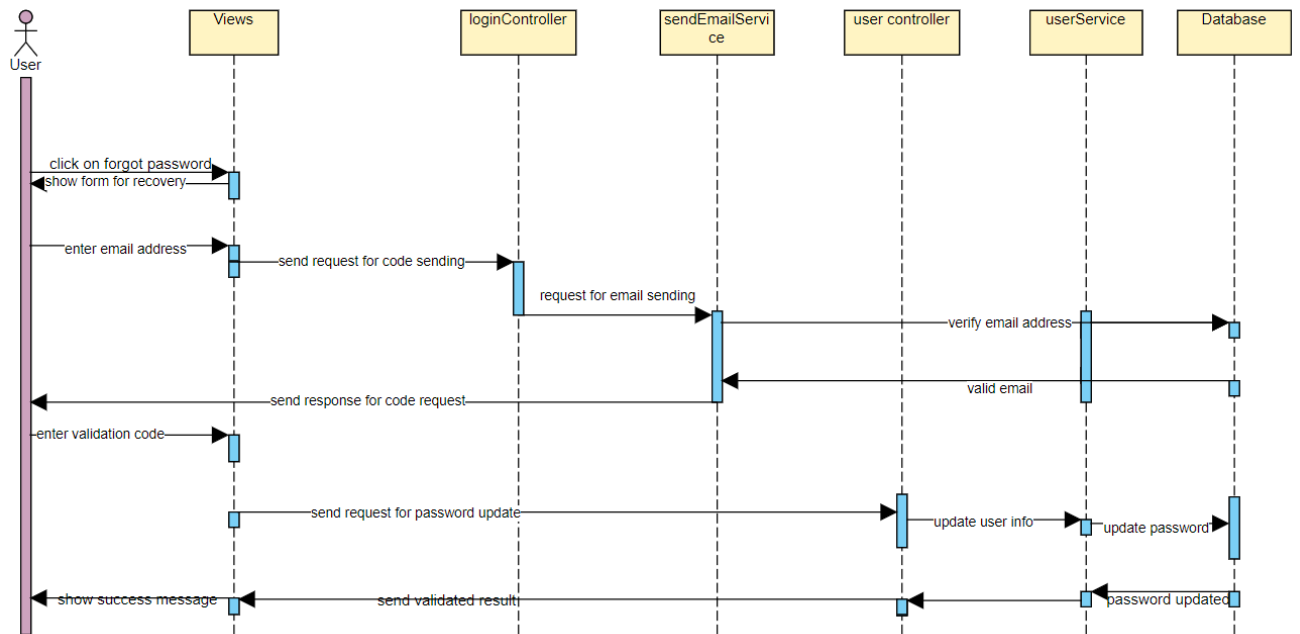 Views
loginController
sendEmailServi
ce
user controller
userService
Database
User
click on forgot password
show form for recovery
enter email address
send request for code sending
request for email sending
verify email address
valid email
send response for code request
enter validation code
send request for password update
update user info
update password
show success message
send validated result
password updated